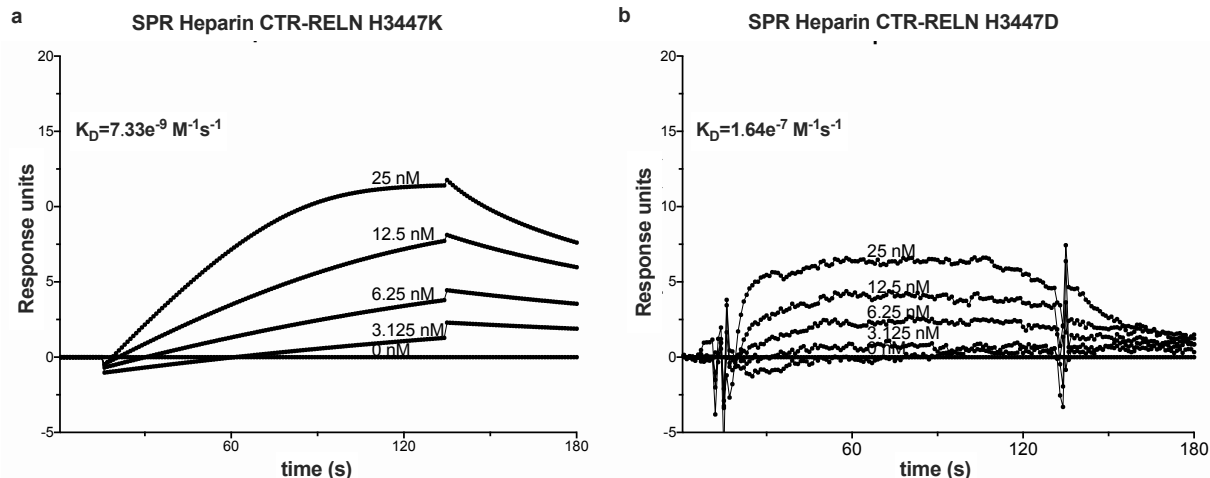 a
SPR Heparin CTR-RELN H3447K
20
15
0
5
0
-5
Response units
K_D=7.33e^-9 M^-1s^-1
25 nM
12.5 nM
6.25 nM
3.125 nM
0 nM
60
120
180
time (s)
b
SPR Heparin CTR-RELN H3447D
20
15
10
5
0
-5
Response units
K_D=1.64e^-7 M^-1s^-1
25 nM
12.5 nM
6.25 nM
3.125 nM
0 nM
60
120
180
time (s)